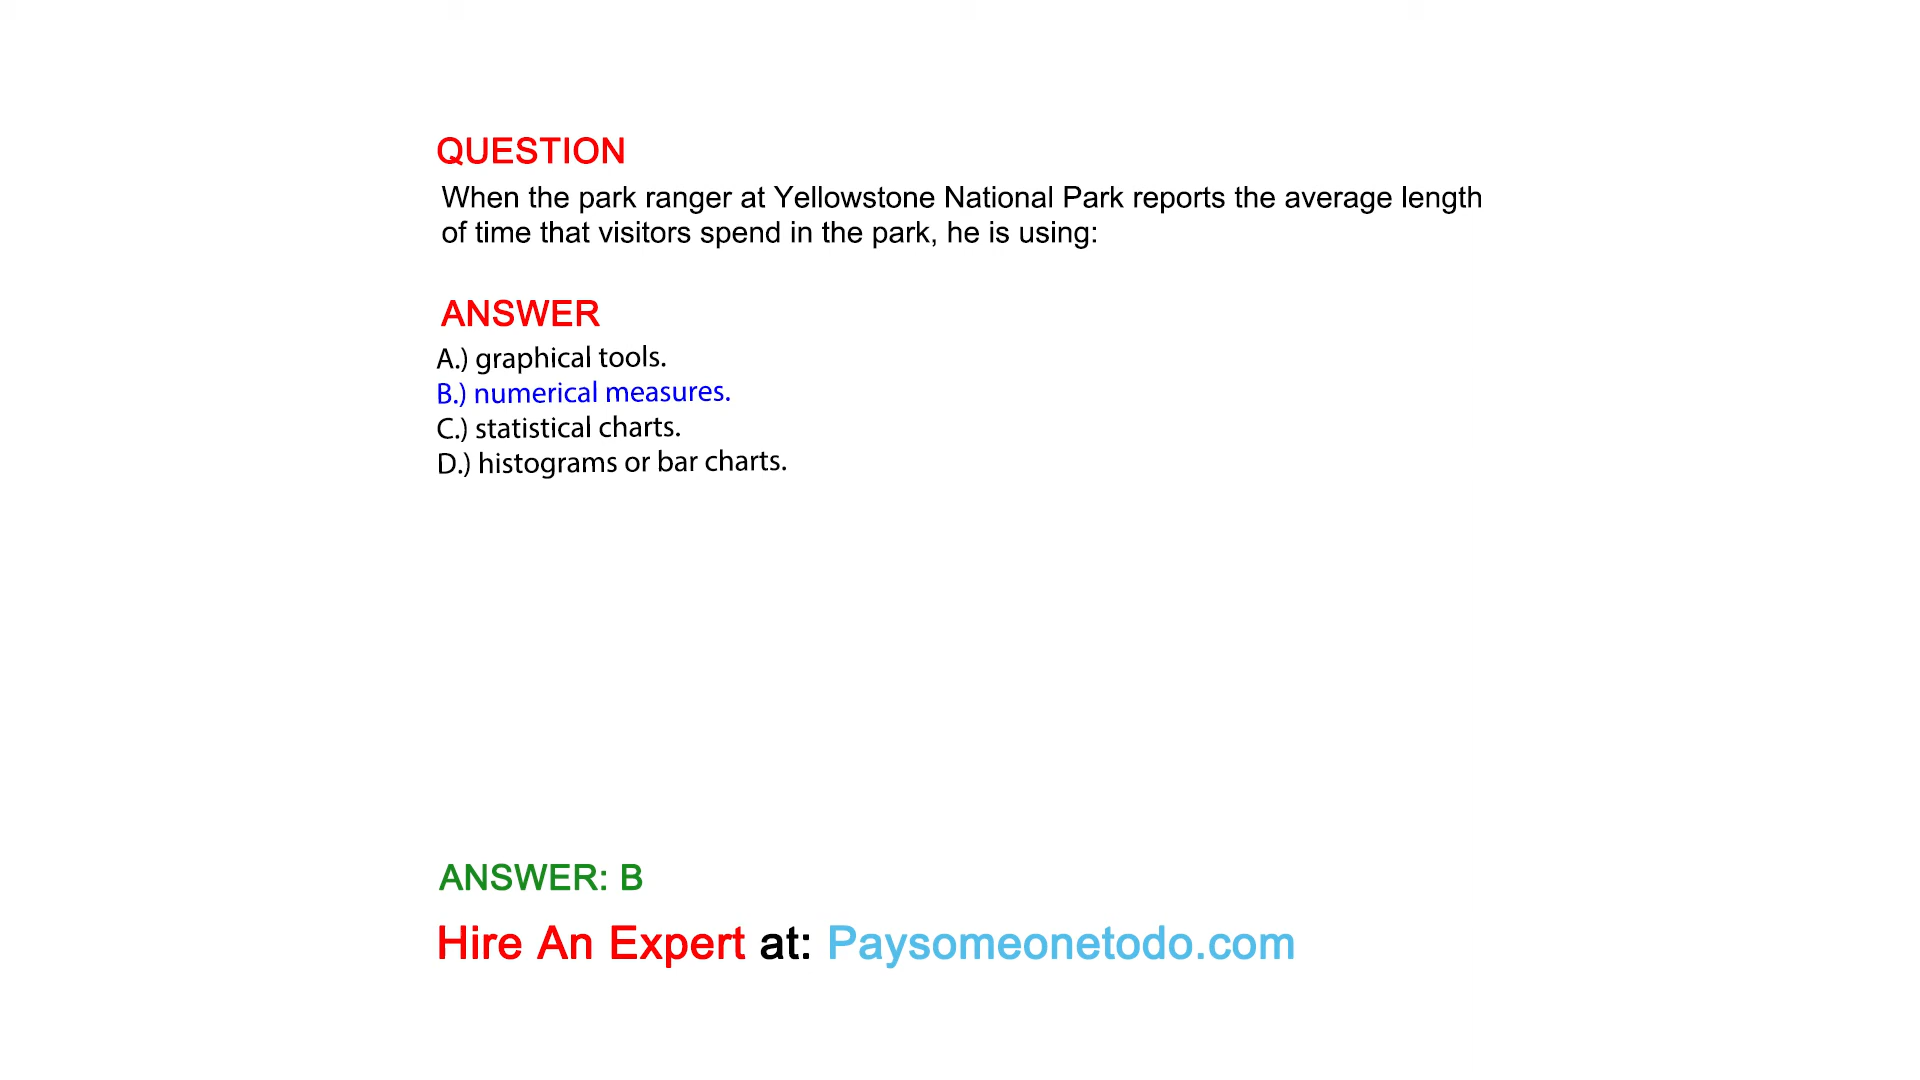 QUESTION
When the park ranger at Yellowstone National Park reports the average length
of time that visitors spend in the park, he is using:
ANSWER
A.) graphical tools.
B.) numerical measures.
C.) statistical charts.
D.) histograms or bar charts.
ANSWER: B
Hire An Expert at: Paysomeonetodo.com